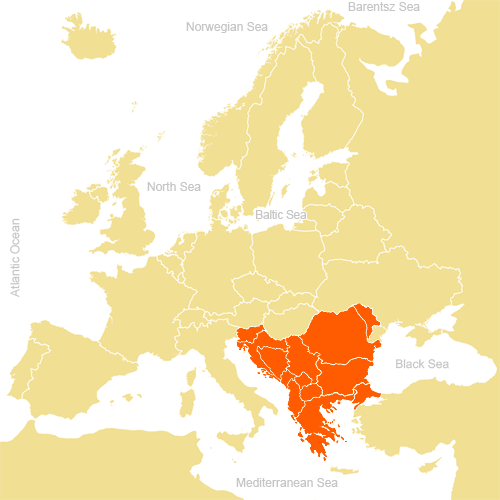 Barentsz Sea
Norwegian Sea
North Sea
Baltic Sea
Atlantic Ocean
Black Sea
Mediterranean Sea